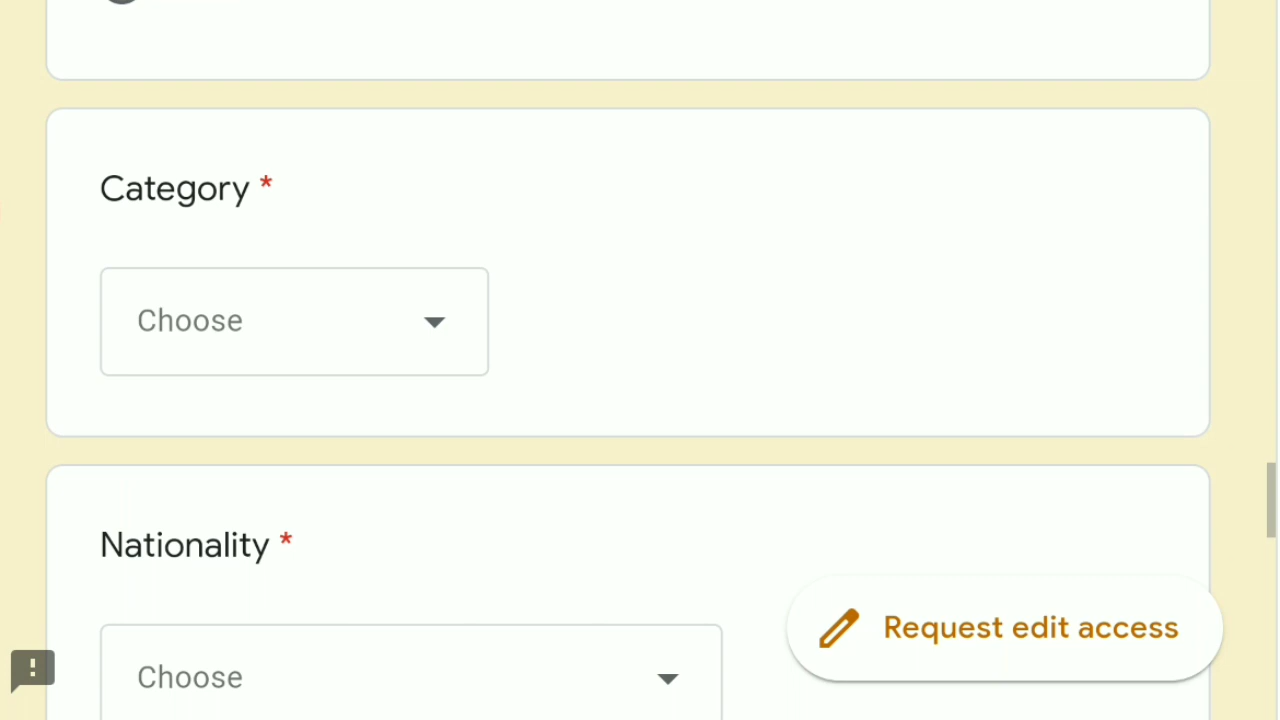 Category *
Choose
Nationality *
Request edit access
Choose